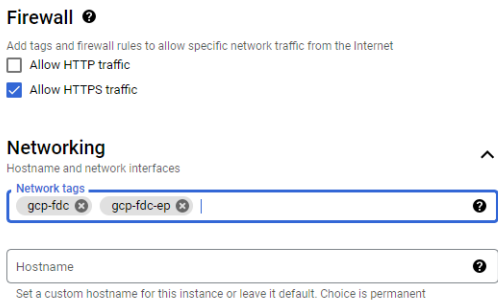 Firewall
Add tags and firewall rules to allow specific network traffic from the Internet
Allow HTTP traffic
Allow HTTPS traffic
Networking
Hostname and network interfaces
Network tags
gcp-fdc gcp-fdc-ep
Hostname
Set a custom hostname for this instance or leave it default. Choice is permanent